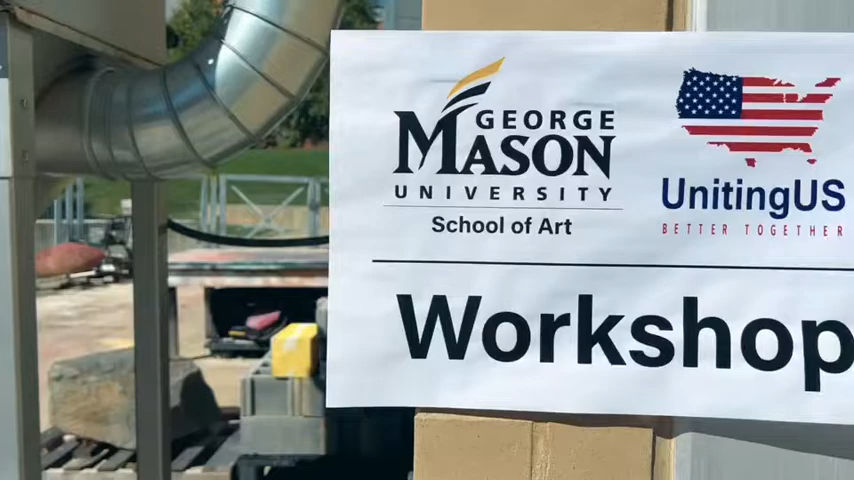 GEORGE
MASON
UNIVERSITY
School of Art
UnitingUS
BETTER TOGETHER
Workshop